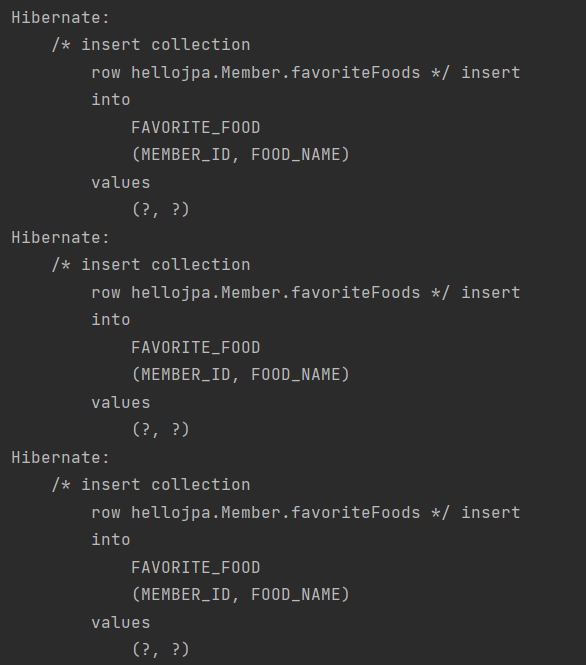 Hibernate:
    /* insert collection
        row hellojpa.Member.favoriteFoods */ insert
        into
            FAVORITE_FOOD
            (MEMBER_ID, FOOD_NAME)
        values
            (?, ?)
Hibernate:
    /* insert collection
        row hellojpa.Member.favoriteFoods */ insert
        into
            FAVORITE_FOOD
            (MEMBER_ID, FOOD_NAME)
        values
            (?, ?)
Hibernate:
    /* insert collection
        row hellojpa.Member.favoriteFoods */ insert
        into
            FAVORITE_FOOD
            (MEMBER_ID, FOOD_NAME)
        values
            (?, ?)